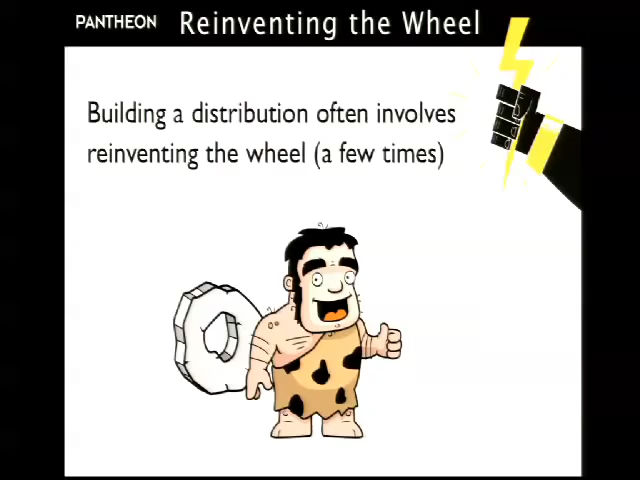 PANTHEON Reinventing the Wheel
Building a distribution often involves
reinventing the wheel (a few times)